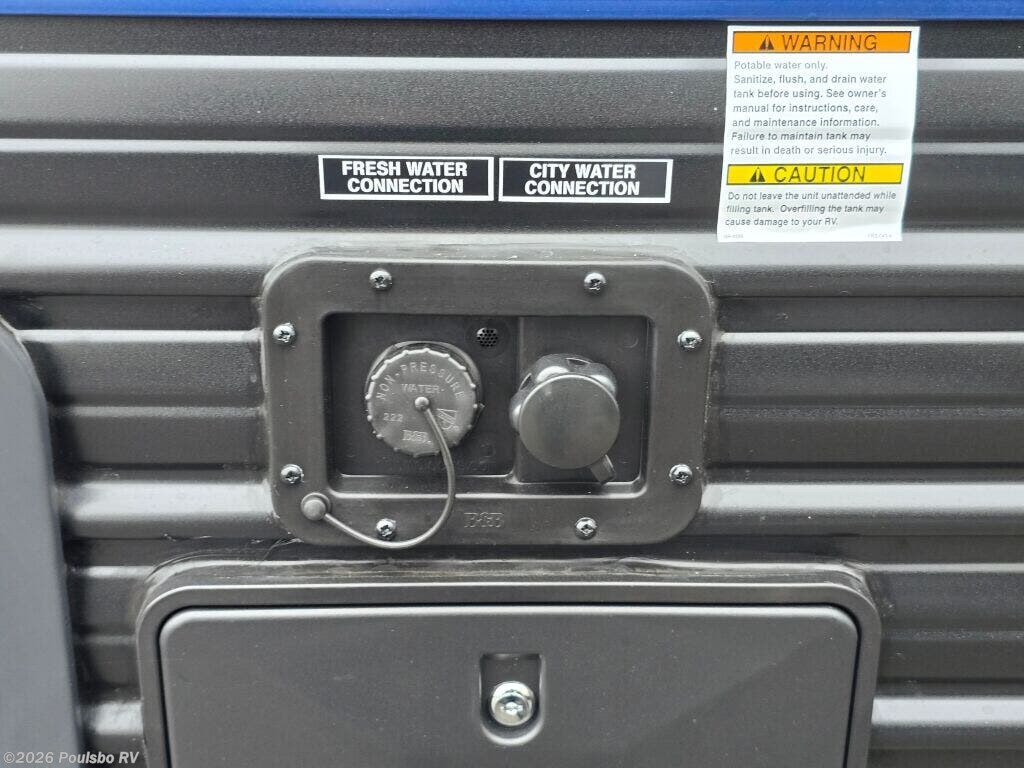 WARNING
Potable water only.
Sanitize, flush, and drain water
tank before using. See owner's
manual for instructions, care,
and maintenance information.
Failure to maintain tank may
result in death or serious injury.
CAUTION
Do not leave the unit unattended while
filling tank. Overfilling the tank may
cause damage to your RV.
FRESH WATER
CONNECTION
CITY WATER
CONNECTION
NON-PRESSURE
WATER
222
B&B
B&B
©2026 Poulsbo RV